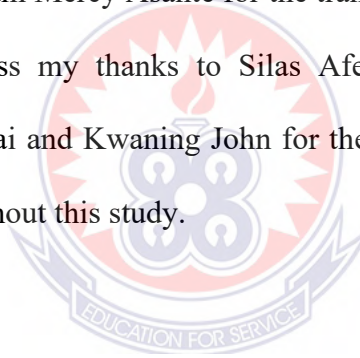 Mercy Asante for the
ss my thanks to Silas Afe
ai and Kwaning John for the
hout this study.
EDUCATION FOR SERVICE